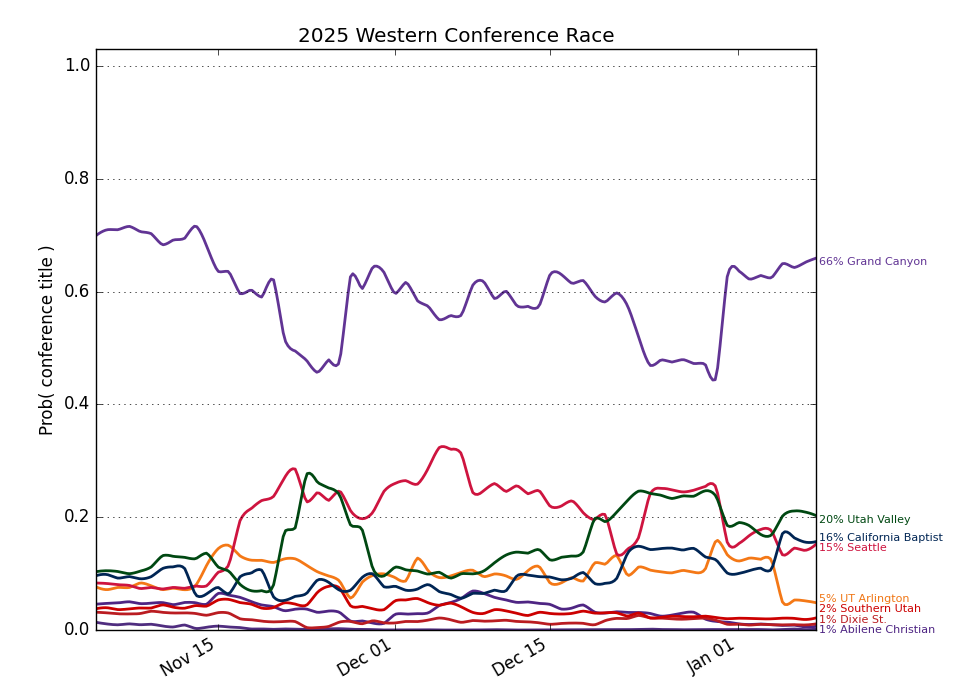 2025 Western Conference Race
Prob( conference title )
1.0
0.8
0.6
0.4
0.2
0.0
Nov 15
Dec 01
Dec 15
Jan 01
66% Grand Canyon
20% Utah Valley
16% California Baptist
15% Seattle
5% UT Arlington
2% Southern Utah
1% Dixie St.
1% Abilene Christian